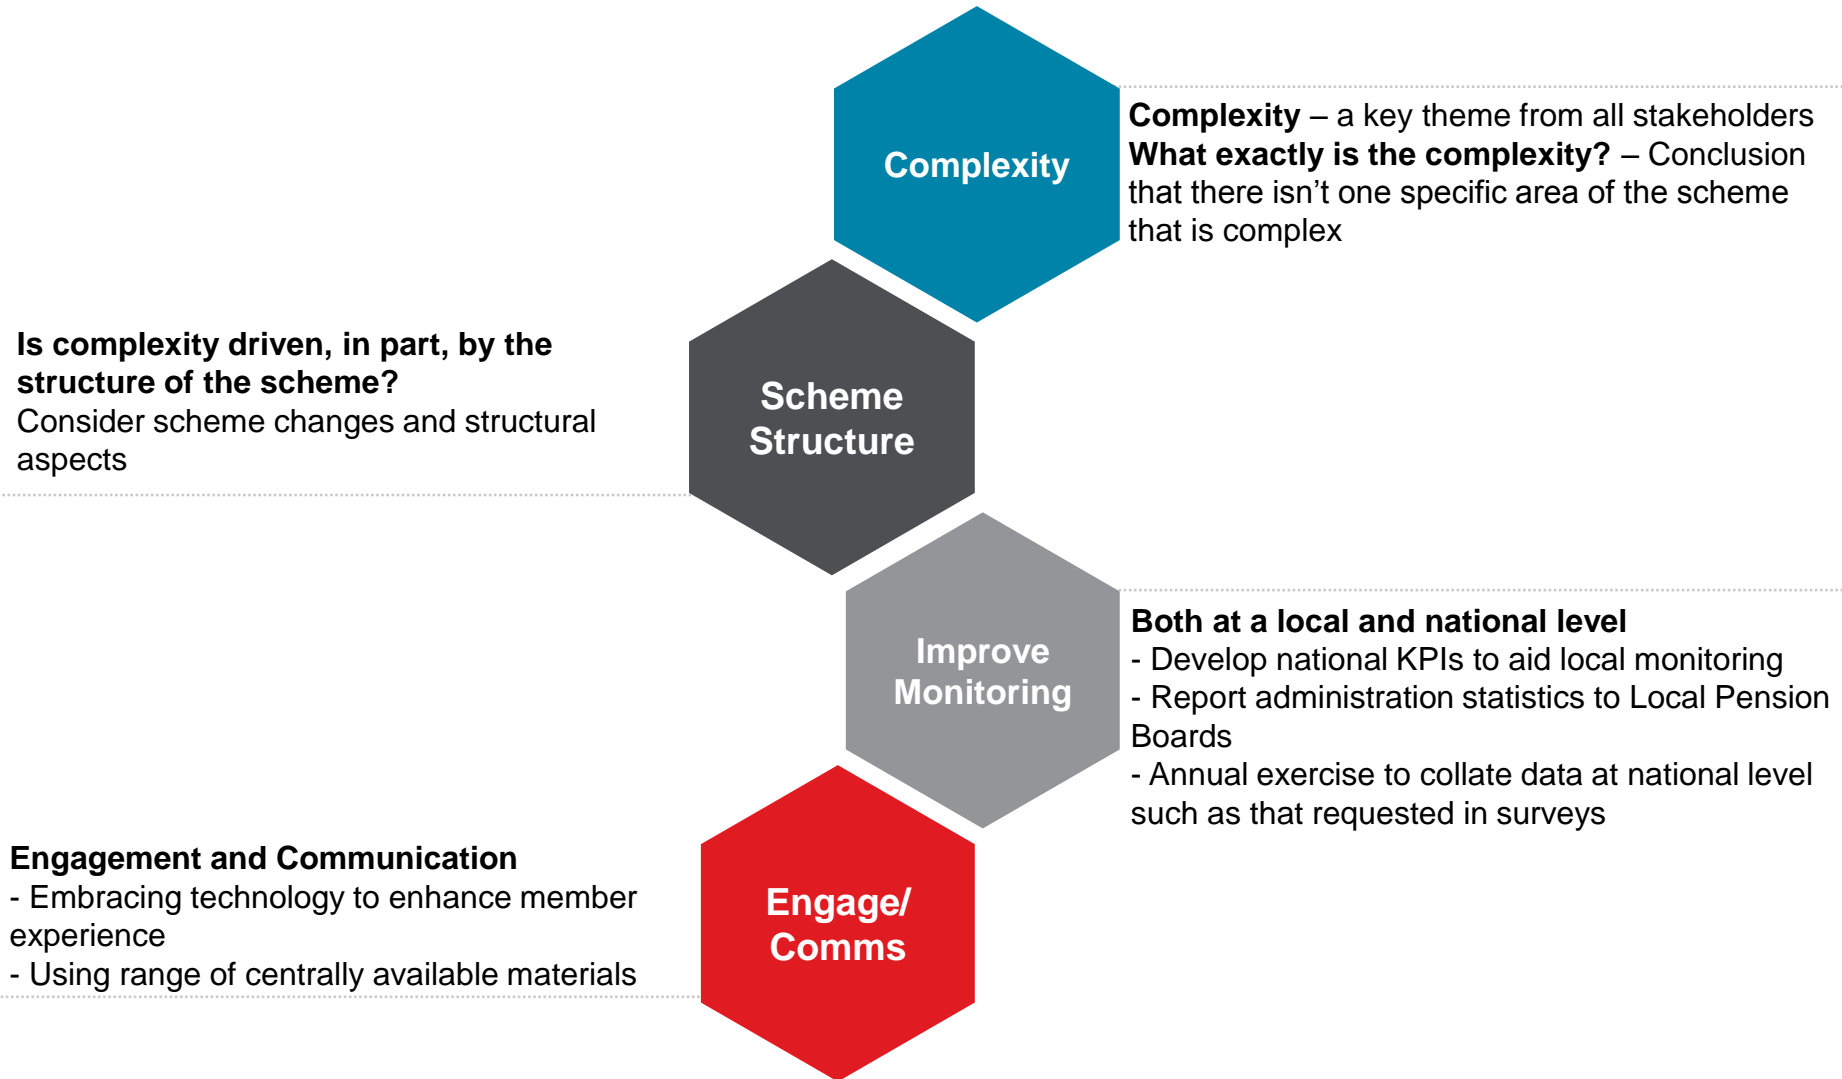 Complexity
Complexity – a key theme from all stakeholders
What exactly is the complexity? – Conclusion
that there isn’t one specific area of the scheme
that is complex
Is complexity driven, in part, by the
structure of the scheme?
Consider scheme changes and structural
aspects
Scheme
Structure
Improve
Monitoring
Both at a local and national level
- Develop national KPIs to aid local monitoring
- Report administration statistics to Local Pension
Boards
- Annual exercise to collate data at national level
such as that requested in surveys
Engagement and Communication
- Embracing technology to enhance member
experience
- Using range of centrally available materials
Engage/
Comms